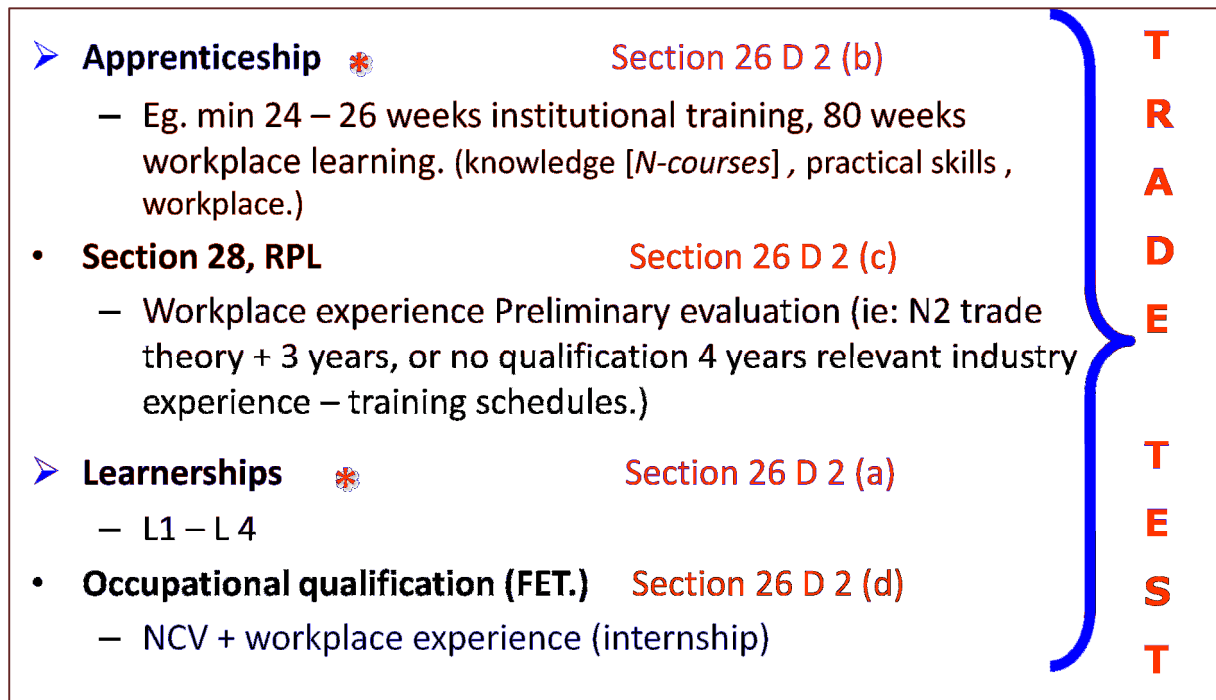 ➢ Apprenticeship * Section 26 D 2 (b)
– Eg. min 24 – 26 weeks institutional training, 80 weeks
workplace learning. (knowledge [N-courses] , practical skills ,
workplace.)
• Section 28, RPL Section 26 D 2 (c)
– Workplace experience Preliminary evaluation (ie: N2 trade
theory + 3 years, or no qualification 4 years relevant industry
experience – training schedules.)
➢ Learnerships * Section 26 D 2 (a)
– L1 – L 4
• Occupational qualification (FET.) Section 26 D 2 (d)
– NCV + workplace experience (internship)
T
R
A
D
E
T
E
S
T